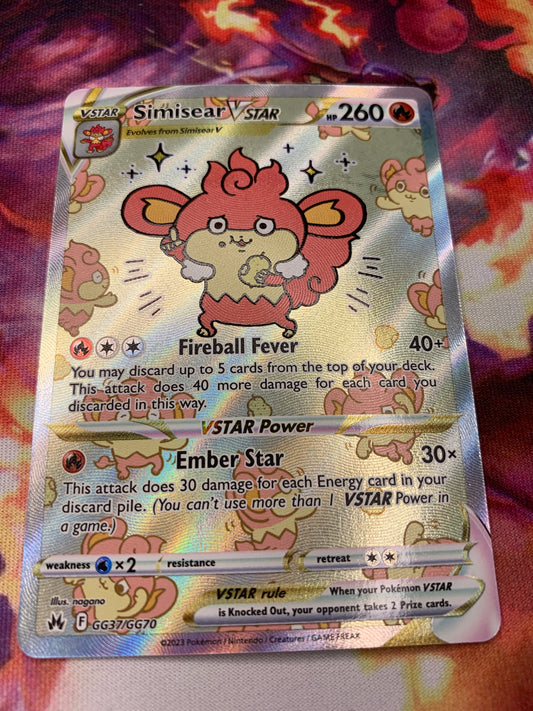 VSTAR Simisear VSTAR HP 260
Evolves from Simisear V
Fireball Fever 40+
You may discard up to 5 cards from the top of your deck.
This attack does 40 more damage for each card you
discarded in this way.
VSTAR Power
Ember Star 30×
This attack does 30 damage for each Energy card in your
discard pile. (You can't use more than 1 VSTAR Power in
a game.)
weakness ×2 resistance retreat
Illus. nagano
VSTAR rule When your Pokémon VSTAR
is Knocked Out, your opponent takes 2 Prize cards.
F GG37/GG70
©2023 Pokémon / Nintendo / Creatures / GAME FREAK